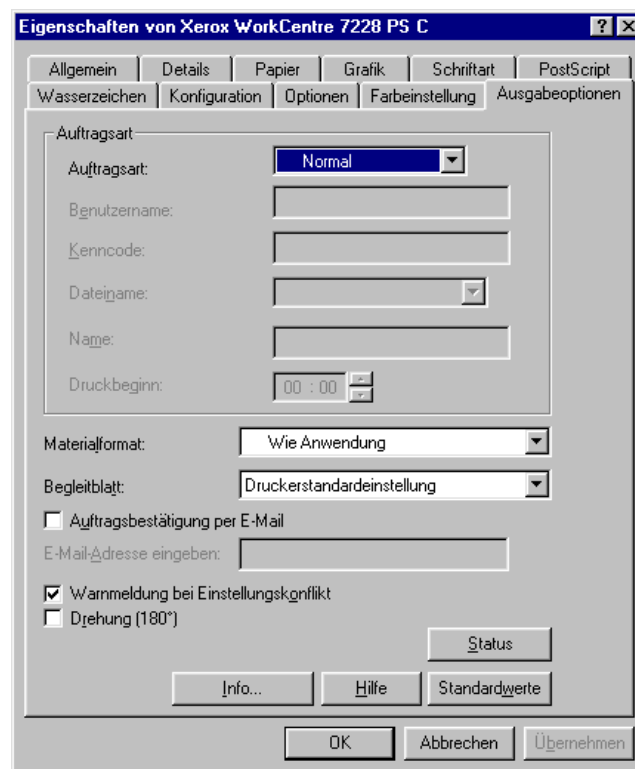 Eigenschaften von Xerox WorkCentre 7228 PS C
Allgemein Details Papier Grafik Schriftart PostScript
Wasserzeichen Konfiguration Optionen Farbeinstellung Ausgabeoptionen
Auftragsart
Auftragsart: Normal
Benutzername:
Kenncode:
Dateiname:
Name:
Druckbeginn: 00 : 00
Materialformat: Wie Anwendung
Begleitblatt: Druckerstandardeinstellung
Auftragsbestätigung per E-Mail
E-Mail-Adresse eingeben:
Warnmeldung bei Einstellungskonflikt
Drehung (180°)
Status
Info... Hilfe Standardwerte
OK Abbrechen Übernehmen